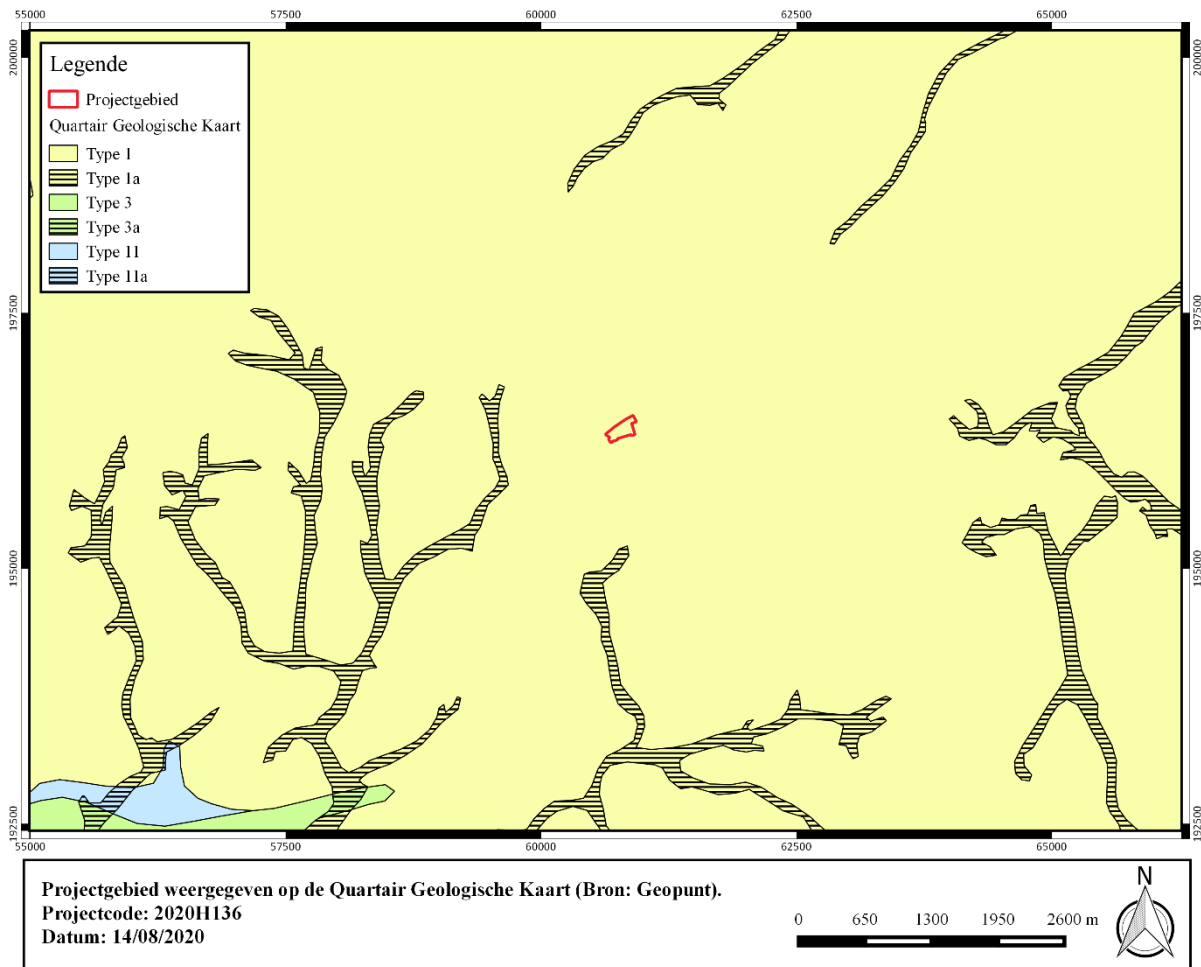 55000 57500 60000 62500 65000
200000
197500
195000
192500
Legende
Projectgebied
Quartair Geologische Kaart
Type 1
Type 1a
Type 3
Type 3a
Type 11
Type 11a
200000
197500
195000
192500
55000 57500 60000 62500 65000
Projectgebied weergegeven op de Quartair Geologische Kaart (Bron: Geopunt).
Projectcode: 2020H136
Datum: 14/08/2020
0 650 1300 1950 2600 m
N